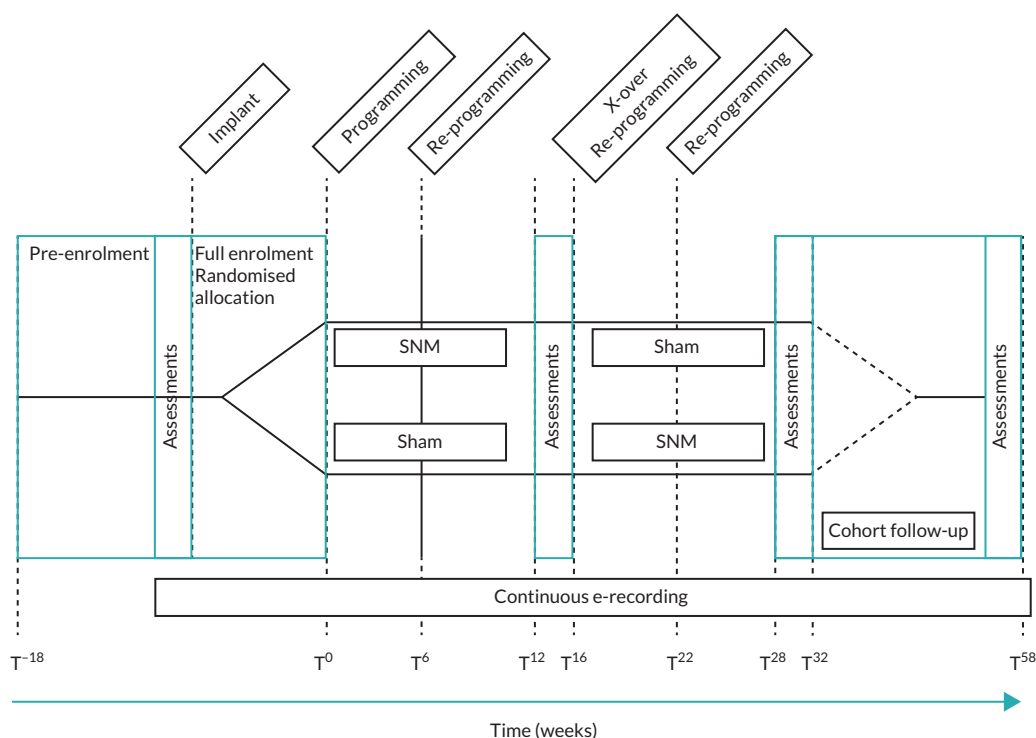 Implant
Programming
Re-programming
X-over
Re-programming
Re-programming
Pre-enrolment
Full enrolment
Randomised
allocation
Assessments
SNM
Sham
Assessments
Sham
SNM
Assessments
Assessments
Cohort follow-up
Continuous e-recording
T⁻¹⁸ T⁰ T⁶ T¹² T¹⁶ T²² T²⁸ T³² T⁵⁸
Time (weeks)